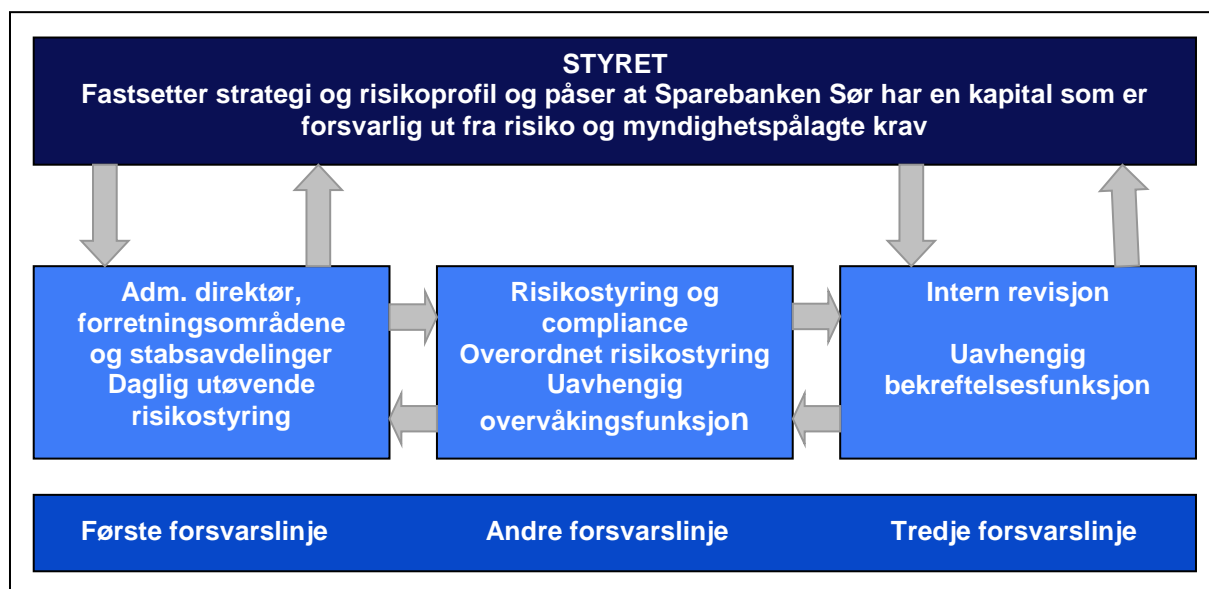 STYRET
Fastsetter strategi og risikoprofil og påser at Sparebanken Sør har en kapital som er
forsvarlig ut fra risiko og myndighetspålagte krav
Adm. direktør,
forretningsområdene
og stabsavdelinger
Daglig utøvende
risikostyring
Risikostyring og
compliance
Overordnet risikostyring
Uavhengig
overvåkingsfunksjon
Intern revisjon
Uavhengig
bekreftelsesfunksjon
Første forsvarslinje
Andre forsvarslinje
Tredje forsvarslinje